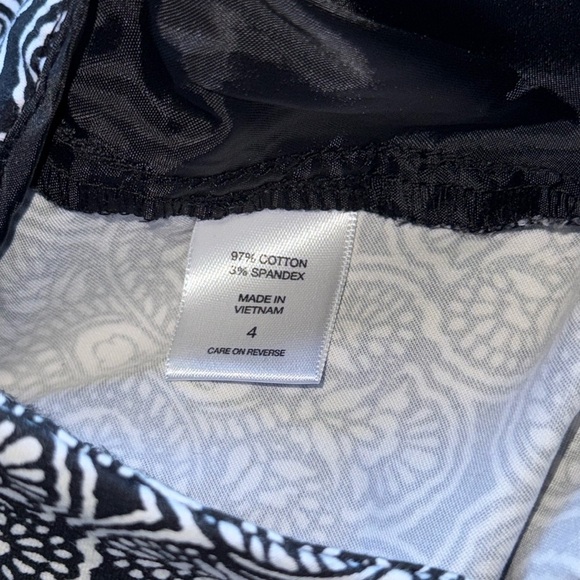 97% COTTON
3% SPANDEX
MADE IN
VIETNAM
4
CARE ON REVERSE